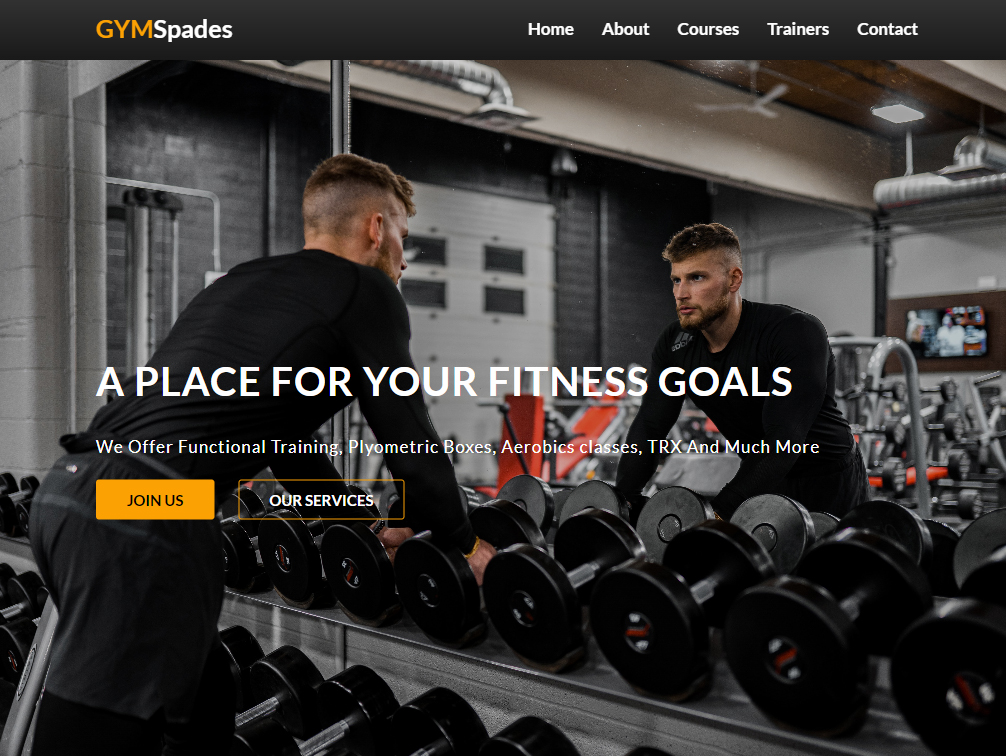 GYMSpades
Home About Courses Trainers Contact
A PLACE FOR YOUR FITNESS GOALS
We Offer Functional Training, Plyometric Boxes, Aerobics classes, TRX And Much More
JOIN US OUR SERVICES